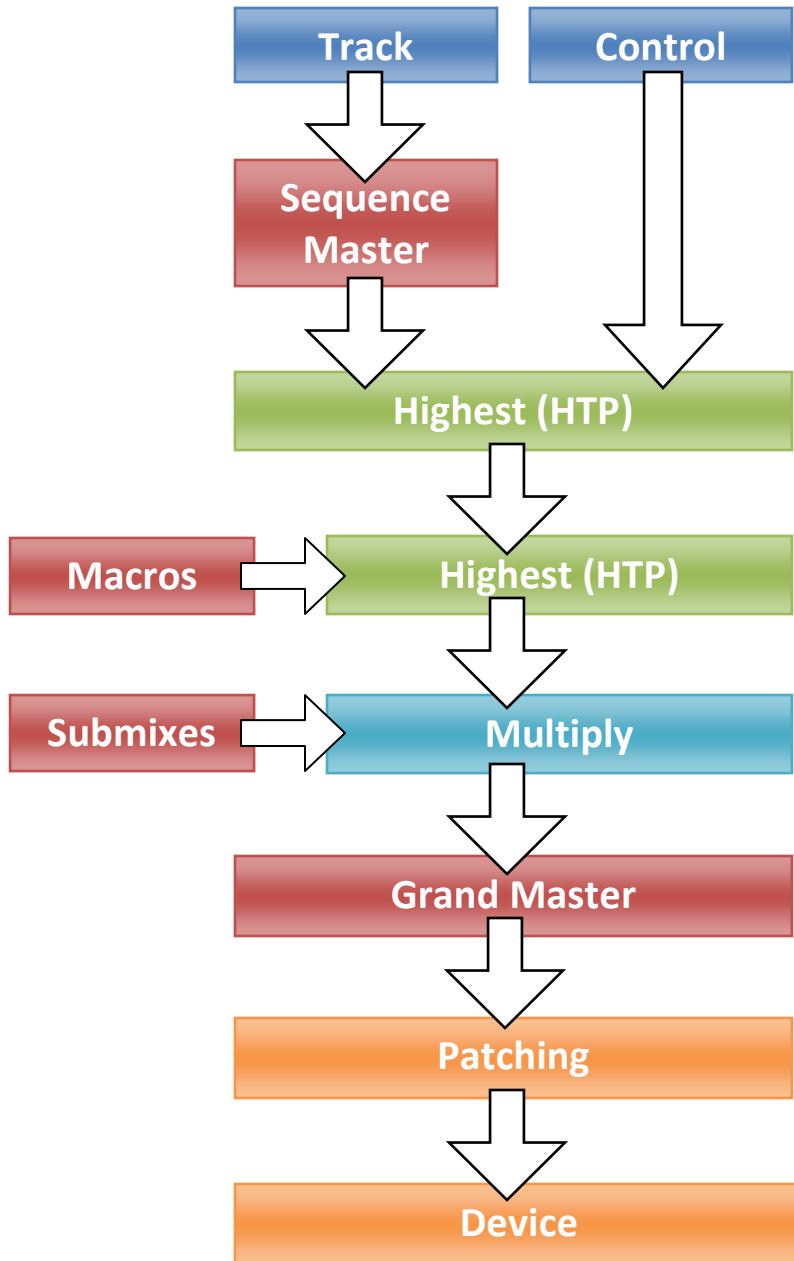 Track
Control
Sequence
Master
Highest (HTP)
Macros
Highest (HTP)
Submixes
Multiply
Grand Master
Patching
Device